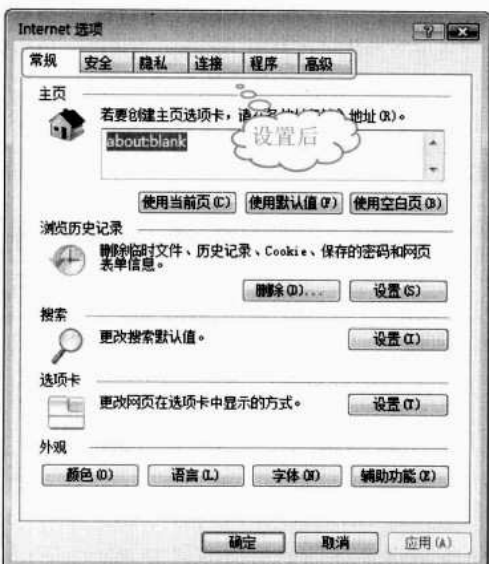 Internet 选项
常规 安全 隐私 连接 程序 高级
主页
若要创建主页选项卡，请 地址(R)。
设置后
about:blank
使用当前页(C) 使用默认值(F) 使用空白页(B)
浏览历史记录
删除临时文件、历史记录、Cookie、保存的密码和网页
表单信息。
删除(D)... 设置(S)
搜索
更改搜索默认值。 设置(I)
选项卡
更改网页在选项卡中显示的方式。 设置(T)
外观
颜色(O) 语言(L) 字体(N) 辅助功能(E)
确定 取消 应用(A)